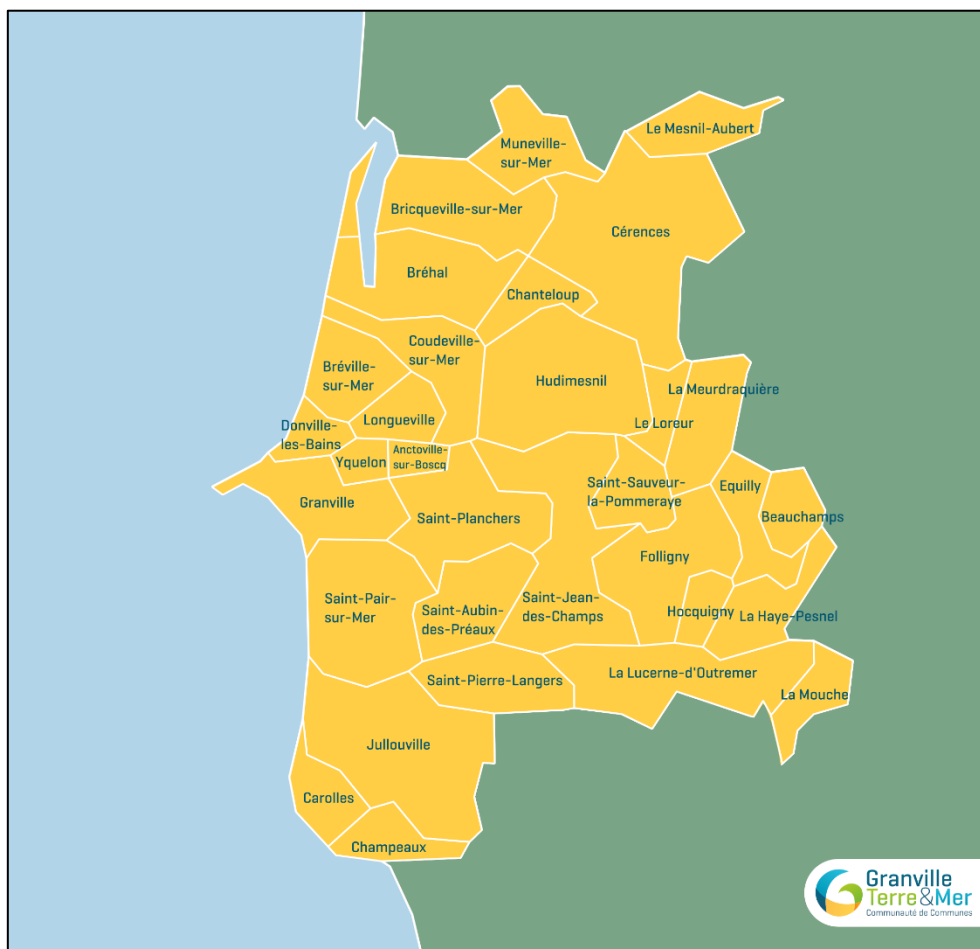 Le Mesnil-Aubert
Muneville-
sur-Mer
Bricqueville-sur-Mer
Cérences
Bréhal
Chanteloup
Coudeville-
sur-Mer
Bréville-
sur-Mer
Hudimesnil
La Meurdraquière
Longueville
Le Loreur
Donville-
les-Bains
Anctoville-
sur-Boscq
Yquelon
Saint-Sauveur-
la-Pommeraye
Equilly
Granville
Saint-Planchers
Beauchamps
Folligny
Saint-Pair-
sur-Mer
Saint-Aubin-
des-Préaux
Saint-Jean-
des-Champs
Hocquigny
La Haye-Pesnel
Saint-Pierre-Langers
La Lucerne-d'Outremer
La Mouche
Jullouville
Carolles
Champeaux
Granville
Terre&Mer
Communauté de Communes